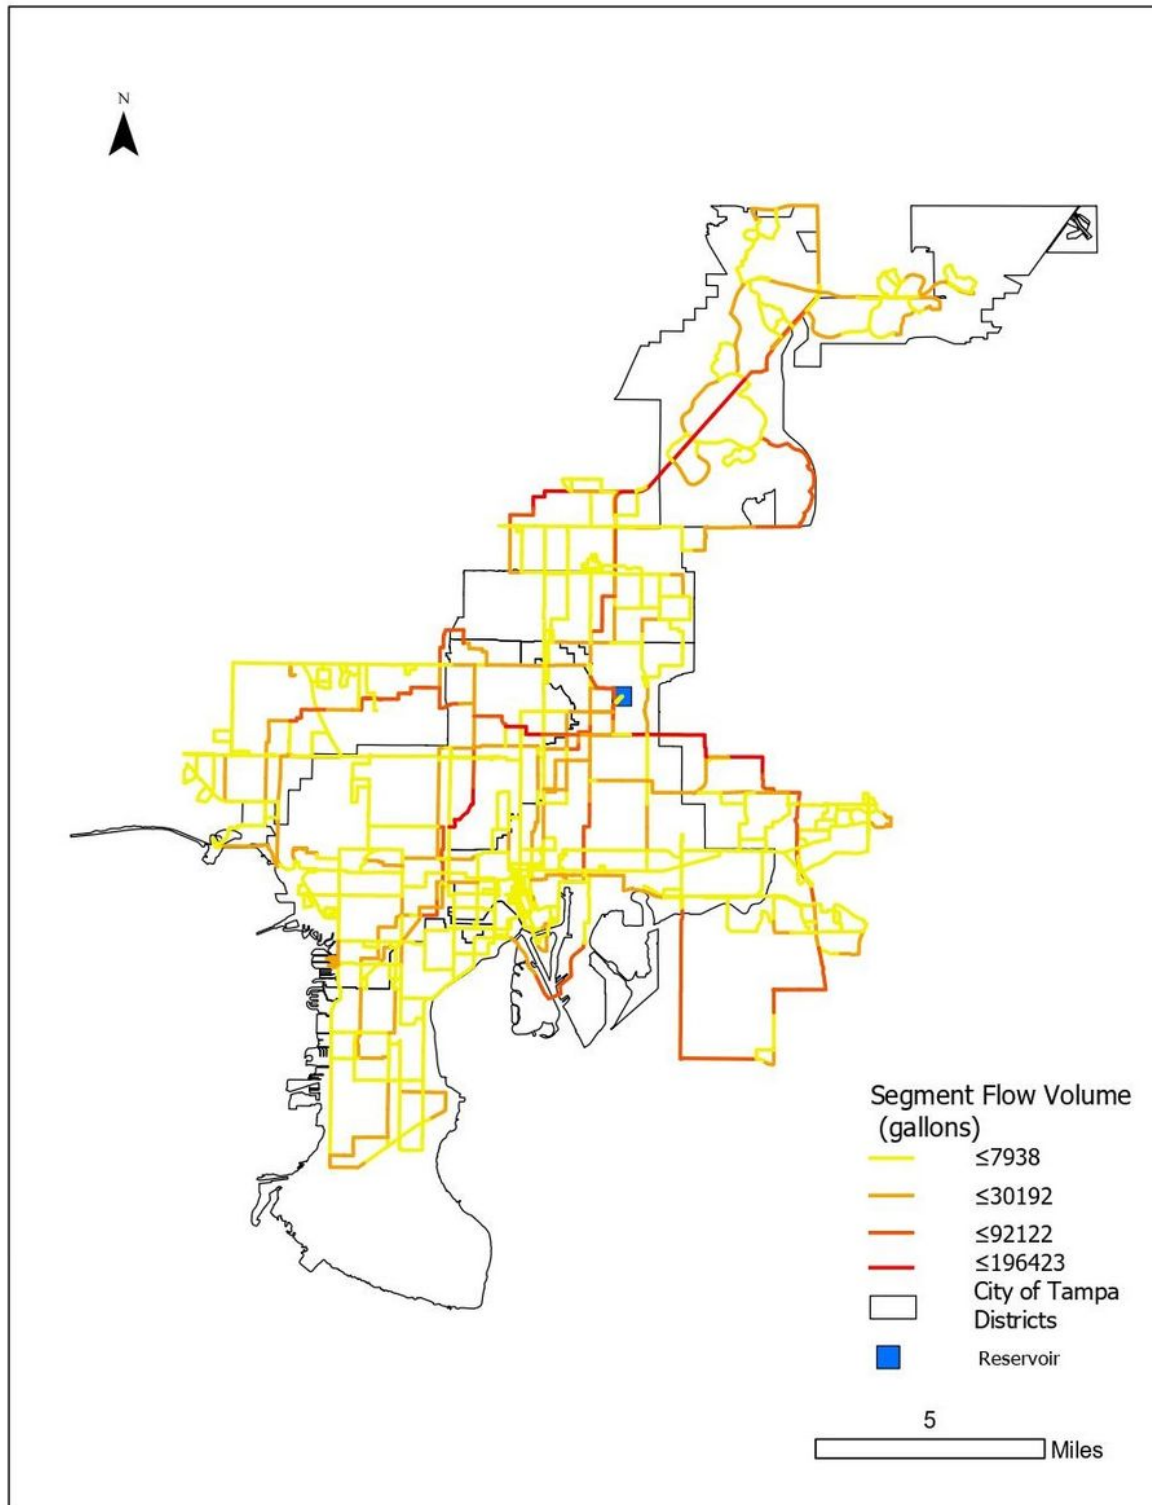 N
Segment Flow Volume
(gallons)
≤7938
≤30192
≤92122
≤196423
City of Tampa
Districts
Reservoir
5
Miles